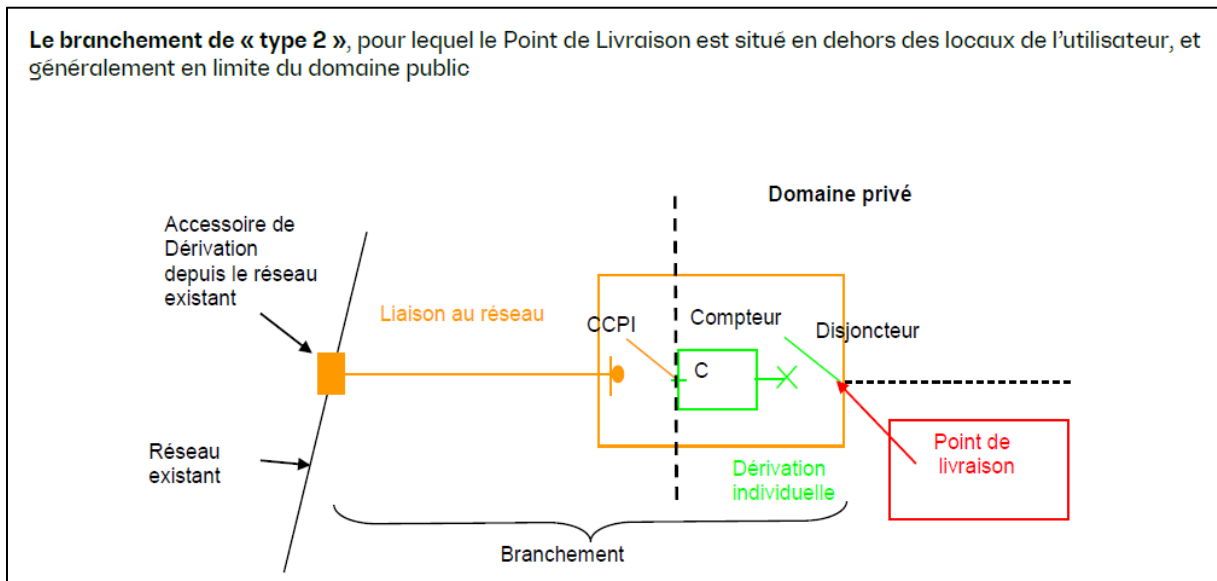 Le branchement de « type 2 », pour lequel le Point de Livraison est situé en dehors des locaux de l'utilisateur, et
généralement en limite du domaine public
Domaine privé
Accessoire de
Dérivation
depuis le réseau
existant
Liaison au réseau
CCPI
Compteur
Disjoncteur
C
Réseau
existant
Point de
livraison
Dérivation
individuelle
Branchement